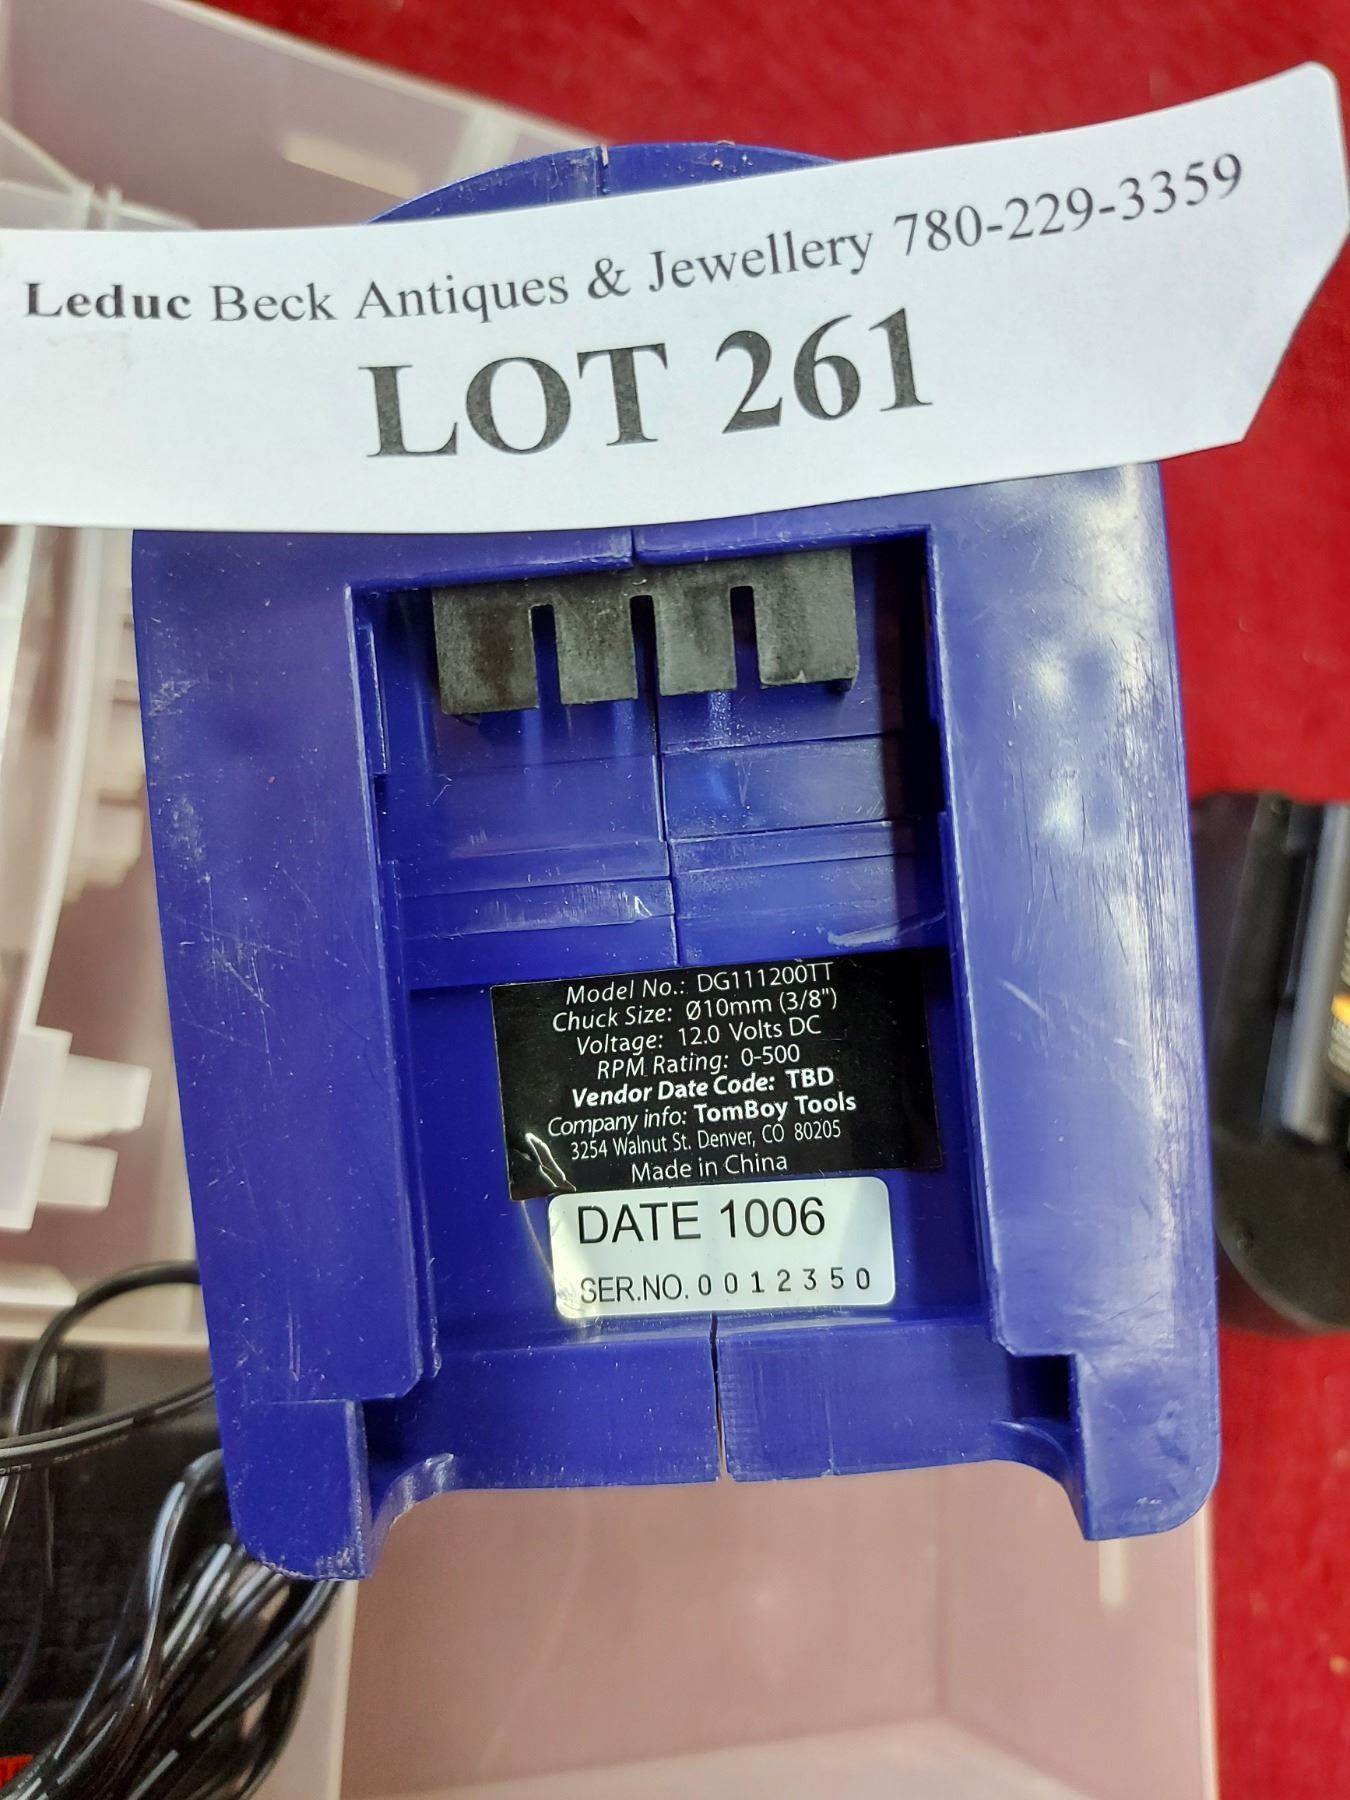 Leduc Beck Antiques & Jewellery 780-229-3359
LOT 261
Model No.: DG111200TT
Chuck Size: Ø10mm (3/8")
Voltage: 12.0 Volts DC
RPM Rating: 0-500
Vendor Date Code: TBD
Company info: TomBoy Tools
3254 Walnut St. Denver, CO 80205
Made in China
DATE 1006
SER.NO. 0012350